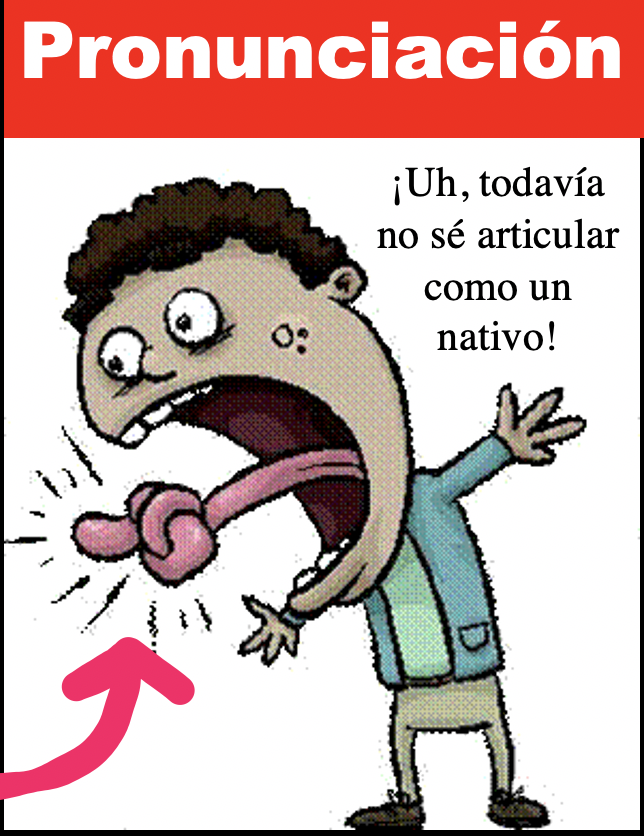 Pronunciación
¡Uh, todavía
no sé articular
como un
nativo!